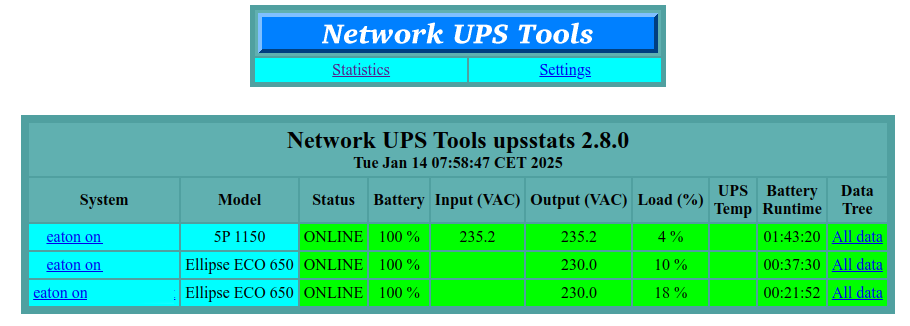 Network UPS Tools
Statistics Settings
Network UPS Tools upsstats 2.8.0
Tue Jan 14 07:58:47 CET 2025
System Model Status Battery Input (VAC) Output (VAC) Load (%) UPS Temp Battery Runtime Data Tree
eaton on 5P 1150 ONLINE 100 % 235.2 235.2 4 % 01:43:20 All data
eaton on Ellipse ECO 650 ONLINE 100 % 230.0 10 % 00:37:30 All data
eaton on Ellipse ECO 650 ONLINE 100 % 230.0 18 % 00:21:52 All data